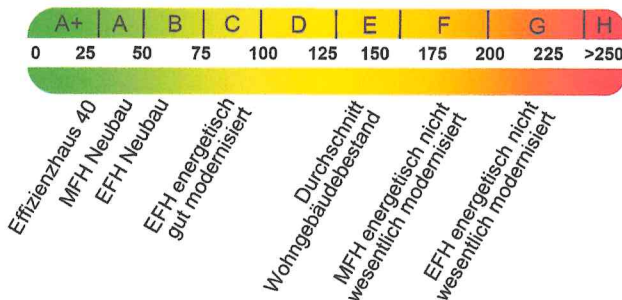 A+ A B C D E F G H
0 25 50 75 100 125 150 175 200 225 >250
Effizienzhaus 40
MFH Neubau
EFH Neubau
EFH energetisch
gut modernisiert
Durchschnitt
Wohngebäudebestand
MFH energetisch nicht
wesentlich modernisiert
EFH energetisch nicht
wesentlich modernisiert